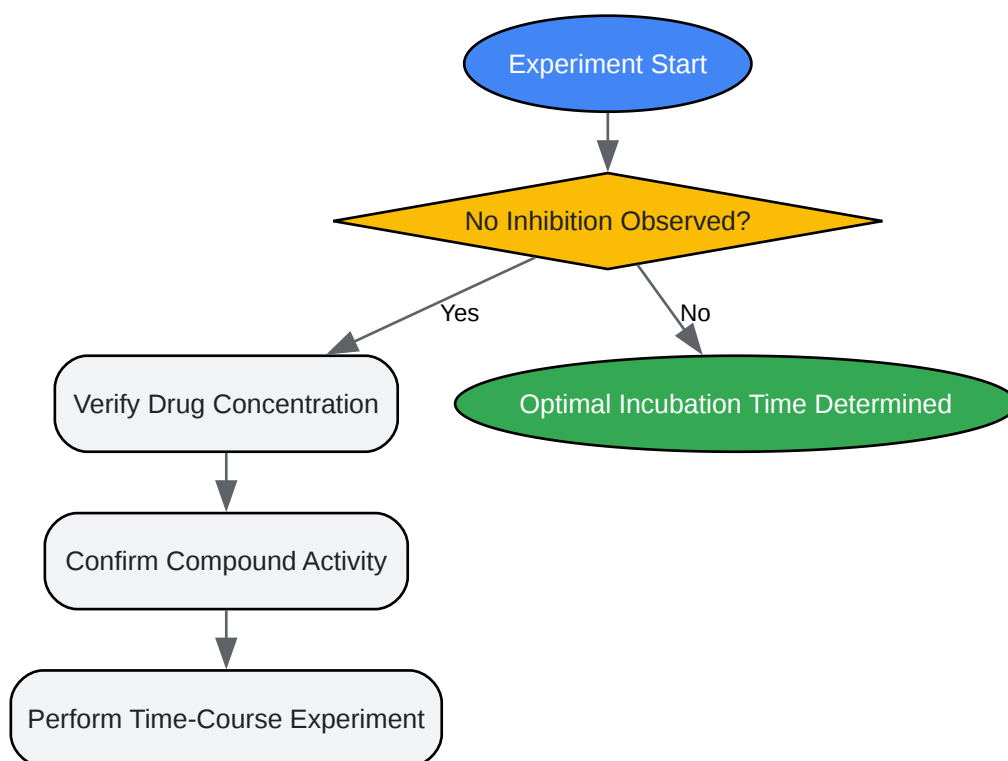 Experiment Start
No Inhibition Observed?
Yes
No
Verify Drug Concentration
Optimal Incubation Time Determined
Confirm Compound Activity
Perform Time-Course Experiment